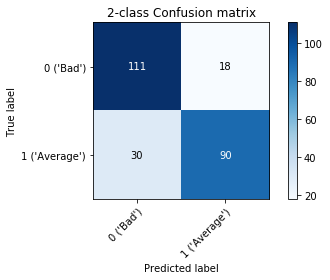 2-class Confusion matrix
0 ('Bad')
111
18
1 ('Average')
30
90
True label
0 ('Bad')
1 ('Average')
Predicted label
100
80
60
40
20